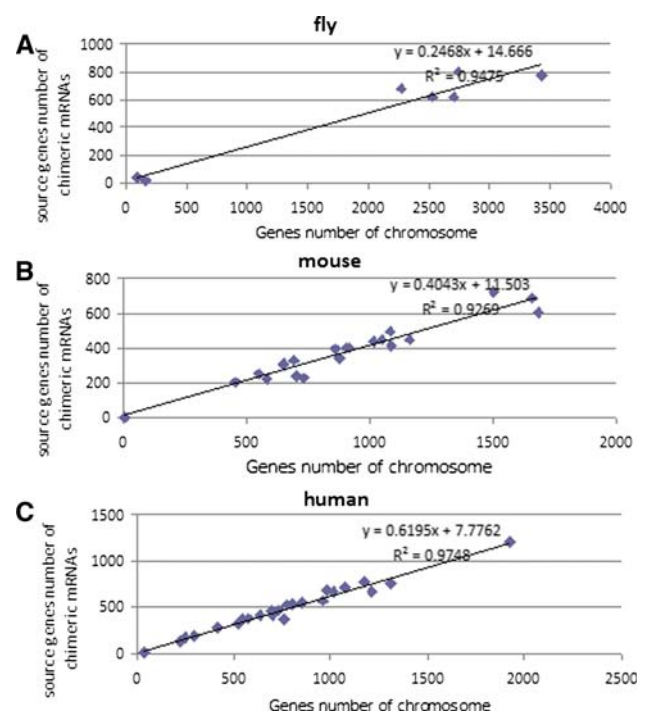 A
fly
source genes number of
chimeric mRNAs
1000
800
600
400
200
0
y = 0.2468x + 14.666
R² = 0.9475
0 500 1000 1500 2000 2500 3000 3500 4000
Genes number of chromosome
B
mouse
source genes number of
chimeric mRNAs
800
600
400
200
0
y = 0.4043x + 11.503
R² = 0.9269
0 500 1000 1500 2000
Genes number of chromosome
C
human
source genes number of
chimeric mRNAs
1500
1000
500
0
y = 0.6195x + 7.7762
R² = 0.9748
0 500 1000 1500 2000 2500
Genes number of chromosome